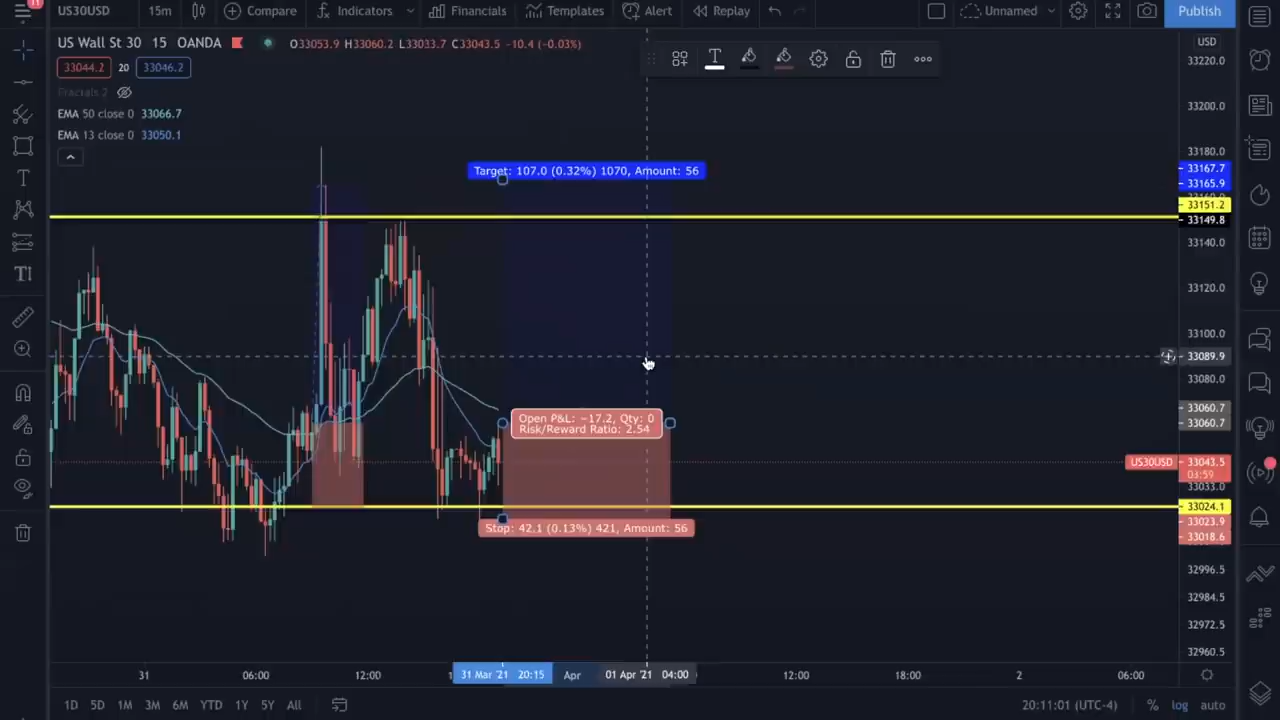 11
US30USD 15m Compare Indicators Financials Templates Alert Replay Unnamed Publish
US Wall St 30 15 OANDA O33053.9 H33060.2 L33033.7 C33043.5 -10.4 (-0.03%)
USD
33044.2 20 33046.2
33220.0
Fractals 2
33200.0
EMA 50 close 0 33066.7
EMA 13 close 0 33050.1
33180.0
Target: 107.0 (0.32%) 1070, Amount: 56
33167.7
33165.9
33151.2
33149.8
33140.0
33120.0
33100.0
33089.9
33080.0
33060.7
Open P&L: −17.2, Qty: 0
33060.7
Risk/Reward Ratio: 2.54
US30USD 33043.5
03:59
33033.0
33024.1
33023.9
Stop: 42.1 (0.13%) 421, Amount: 56
33018.6
32996.5
32984.5
32972.5
32960.5
31 06:00 12:00 31 Mar '21 20:15 Apr 01 Apr '21 04:00 12:00 18:00 2 06:00
1D 5D 1M 3M 6M YTD 1Y 5Y All 20:11:01 (UTC-4) % log auto